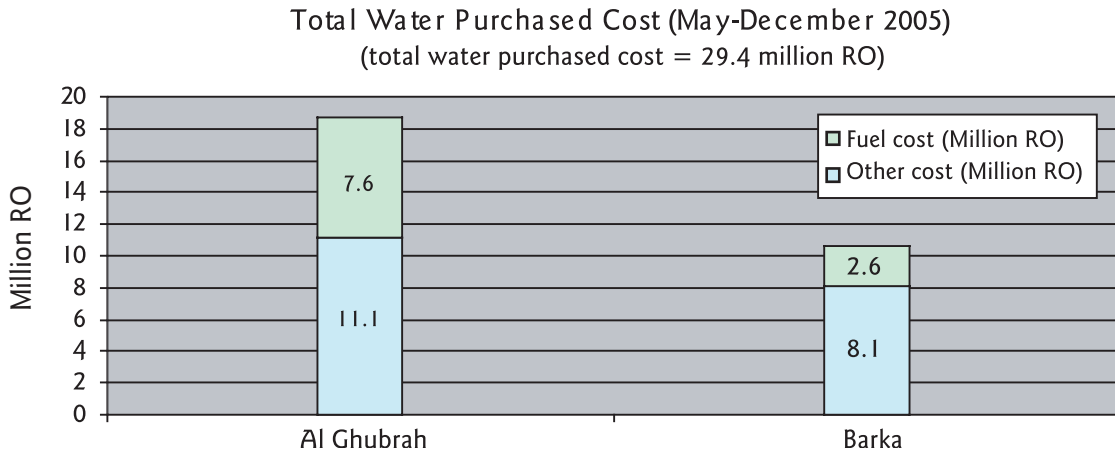 Total Water Purchased Cost (May-December 2005)
(total water purchased cost = 29.4 million RO)
Million RO
20
18
16
14
12
10
8
6
4
2
0
7.6
11.1
2.6
8.1
Fuel cost (Million RO)
Other cost (Million RO)
Al Ghubrah
Barka